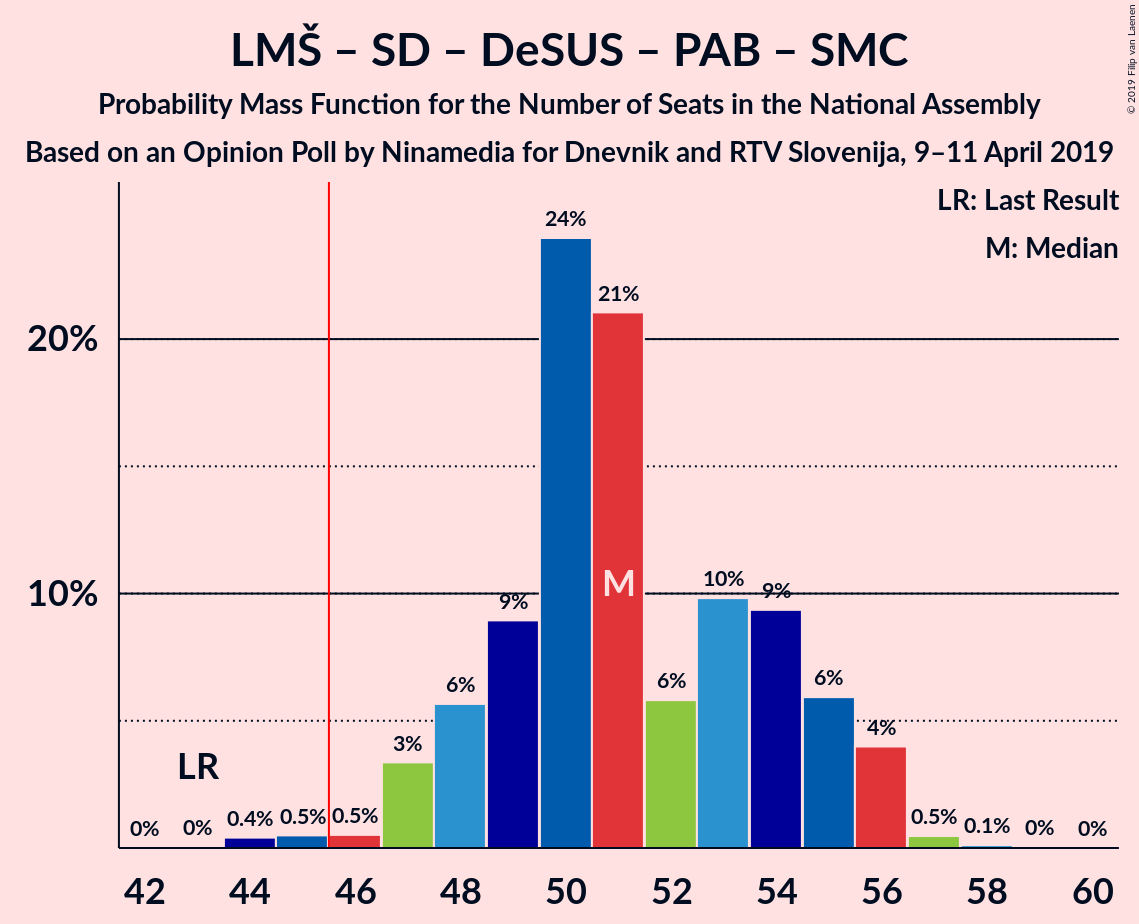 LMŠ – SD – DeSUS – PAB – SMC
Probability Mass Function for the Number of Seats in the National Assembly
Based on an Opinion Poll by Ninamedia for Dnevnik and RTV Slovenija, 9–11 April 2019
© 2019 Filip van Laenen
LR: Last Result
M: Median
20%
10%
LR
M
0%
0%
0.4%
0.5%
0.5%
3%
6%
9%
24%
21%
6%
10%
9%
6%
4%
0.5%
0.1%
0%
0%
42 44 46 48 50 52 54 56 58 60